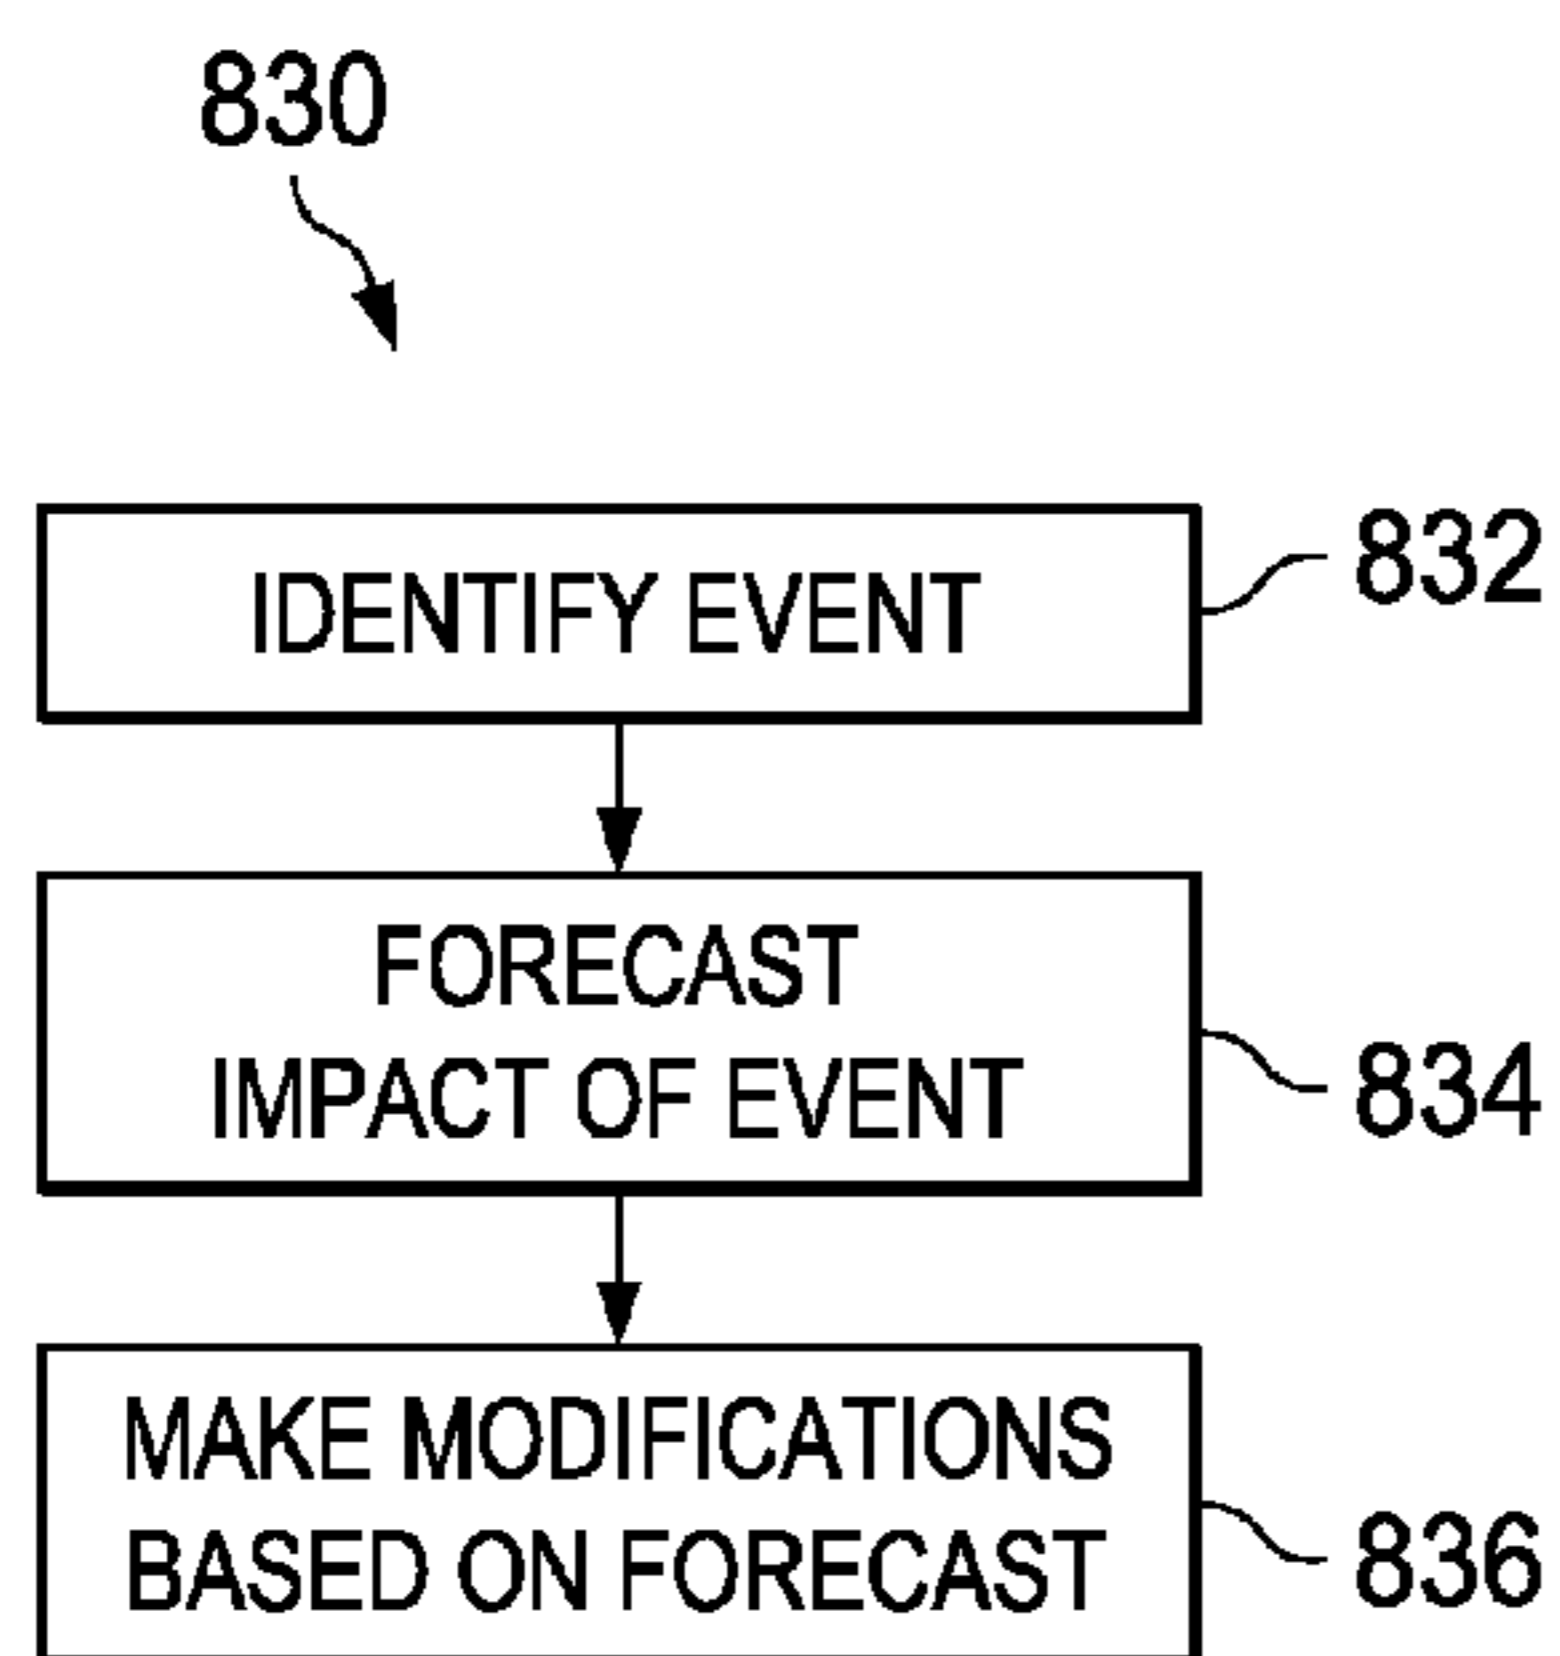 830
IDENTIFY EVENT
832
FORECAST
IMPACT OF EVENT
834
MAKE MODIFICATIONS
BASED ON FORECAST
836